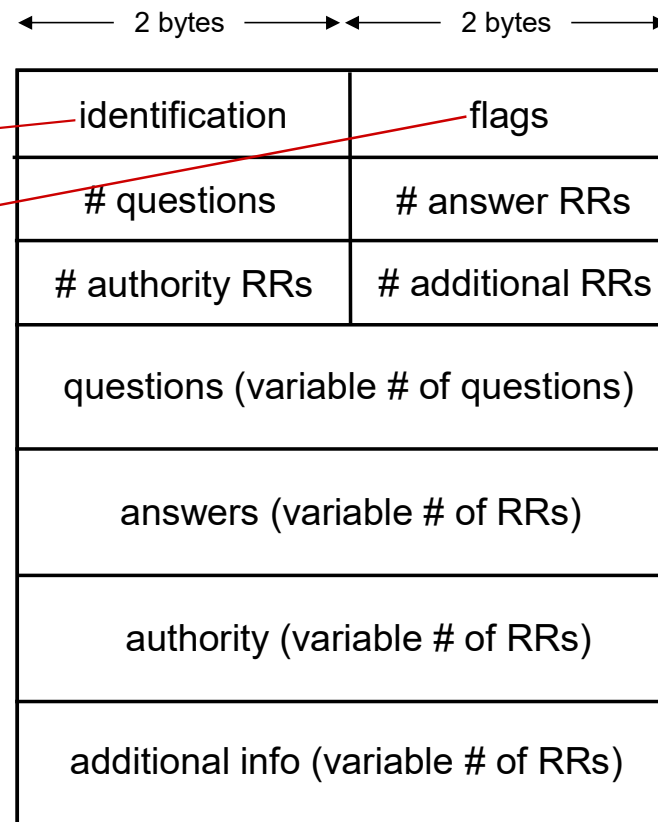 2 bytes 2 bytes
identification flags
# questions # answer RRs
# authority RRs # additional RRs
questions (variable # of questions)
answers (variable # of RRs)
authority (variable # of RRs)
additional info (variable # of RRs)